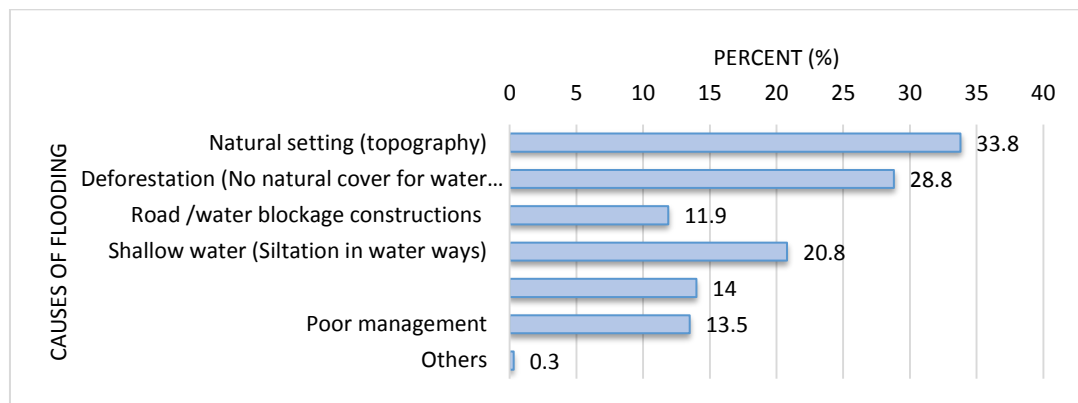 PERCENT (%)
0 5 10 15 20 25 30 35 40
CAUSES OF FLOODING
Natural setting (topography) 33.8
Deforestation (No natural cover for water... 28.8
Road /water blockage constructions 11.9
Shallow water (Siltation in water ways) 20.8
14
Poor management 13.5
Others 0.3